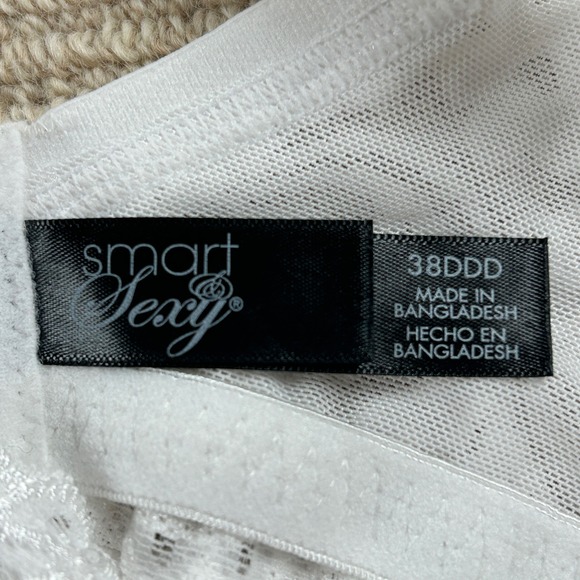 smart
& Sexy®
38DDD
MADE IN
BANGLADESH
HECHO EN
BANGLADESH